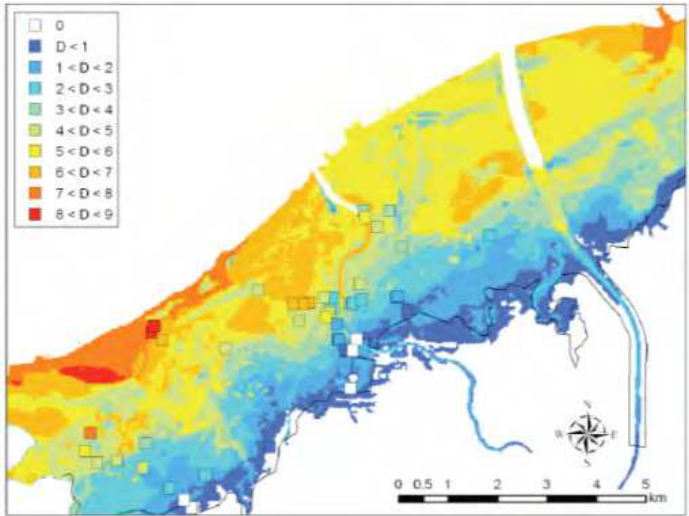 0
D < 1
1 < D < 2
2 < D < 3
3 < D < 4
4 < D < 5
5 < D < 6
6 < D < 7
7 < D < 8
8 < D < 9
N
W E
S
0 0.5 1 2 3 4 5
km